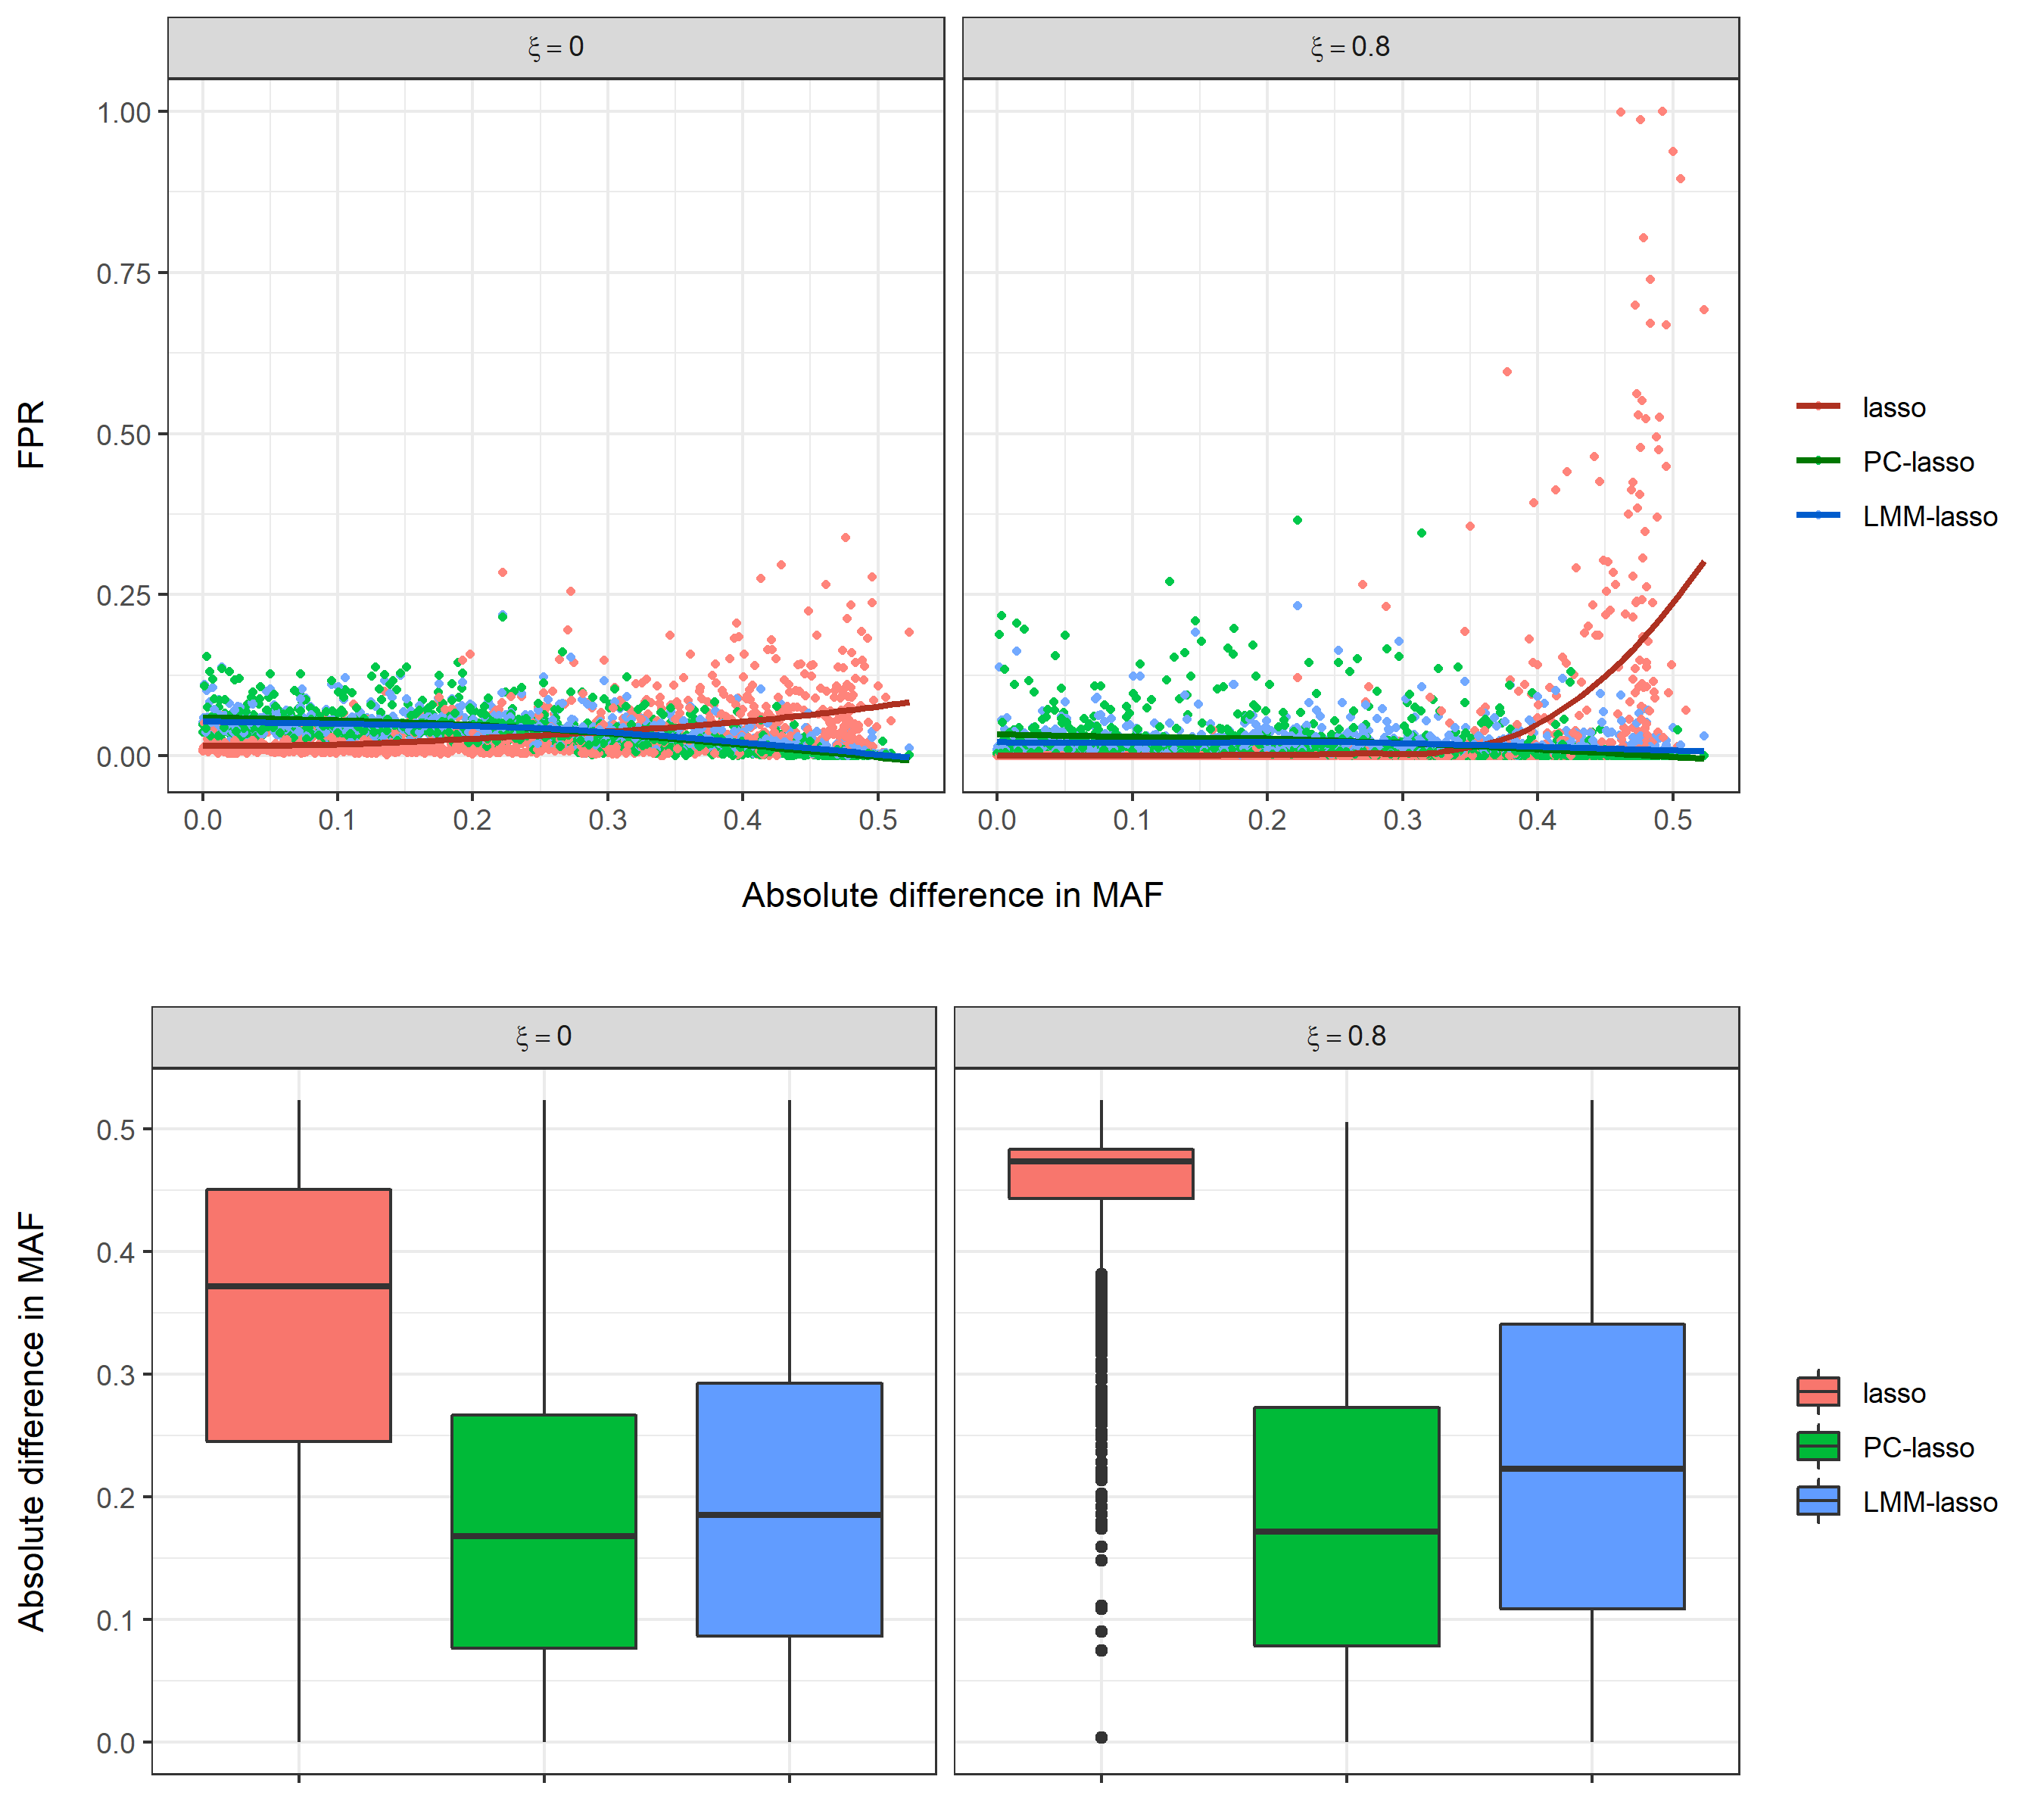 ξ = 0
ξ = 0.8
FPR
1.00
0.75
0.50
0.25
0.00
0.0 0.1 0.2 0.3 0.4 0.5
0.0 0.1 0.2 0.3 0.4 0.5
Absolute difference in MAF
lasso
PC-lasso
LMM-lasso
ξ = 0
ξ = 0.8
Absolute difference in MAF
0.5
0.4
0.3
0.2
0.1
0.0
lasso
PC-lasso
LMM-lasso